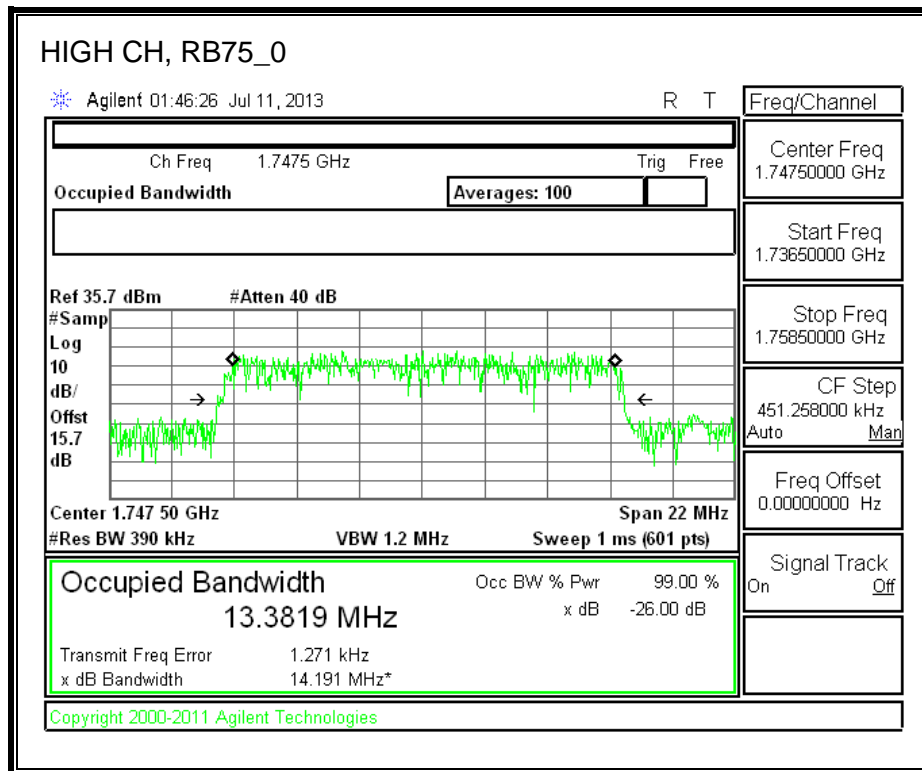 HIGH CH, RB75_0
Agilent 01:46:26 Jul 11, 2013 R T
Freq/Channel
Ch Freq 1.7475 GHz Trig Free
Occupied Bandwidth Averages: 100
Center Freq
1.74750000 GHz
Start Freq
1.73650000 GHz
Stop Freq
1.75850000 GHz
CF Step
451.258000 kHz
Auto Man
Freq Offset
0.00000000 Hz
Signal Track
On Off
Ref 35.7 dBm #Atten 40 dB
#Samp
Log
10
dB/
Offst
15.7
dB
Center 1.747 50 GHz Span 22 MHz
#Res BW 390 kHz VBW 1.2 MHz Sweep 1 ms (601 pts)
Occupied Bandwidth Occ BW % Pwr 99.00 %
13.3819 MHz x dB -26.00 dB
Transmit Freq Error 1.271 kHz
x dB Bandwidth 14.191 MHz*
Copyright 2000-2011 Agilent Technologies